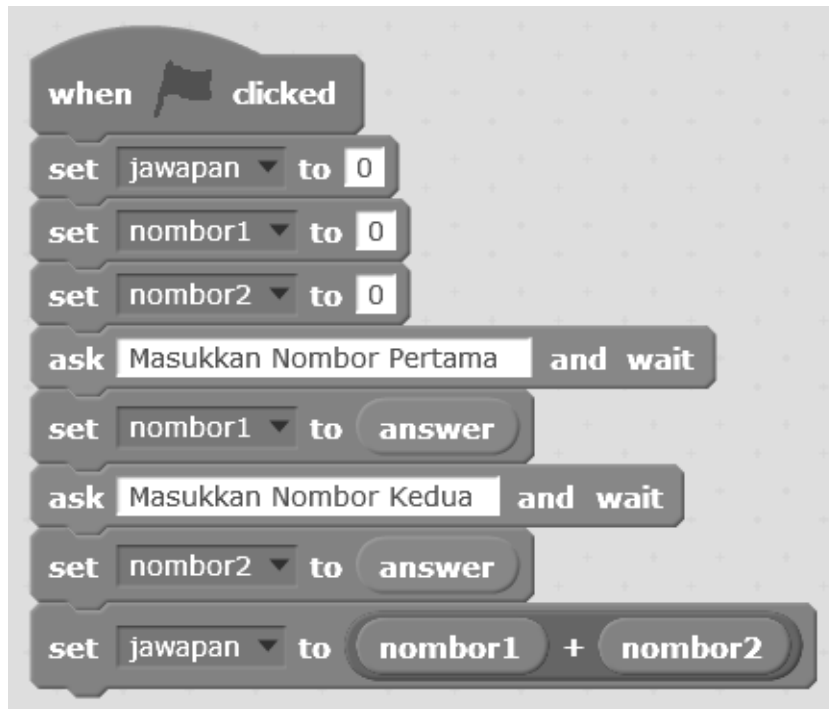 when clicked
set jawapan to 0
set nombor1 to 0
set nombor2 to 0
ask Masukkan Nombor Pertama and wait
set nombor1 to answer
ask Masukkan Nombor Kedua and wait
set nombor2 to answer
set jawapan to nombor1 + nombor2